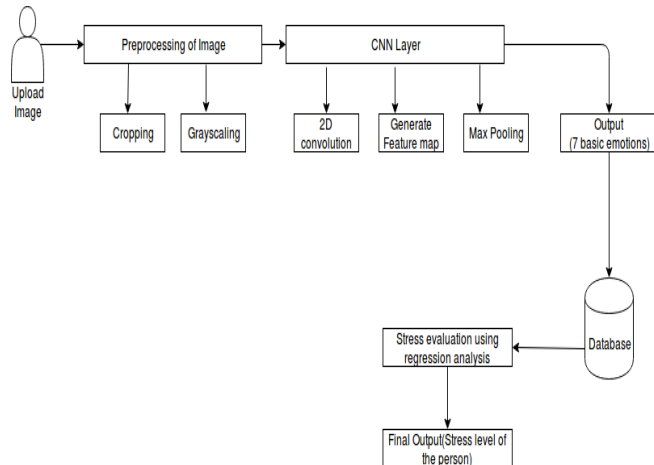 Upload
Image
Preprocessing of Image
CNN Layer
Cropping
Grayscaling
2D
convolution
Generate
Feature map
Max Pooling
Output
(7 basic emotions)
Database
Stress evaluation using
regression analysis
Final Output(Stress level of
the person)